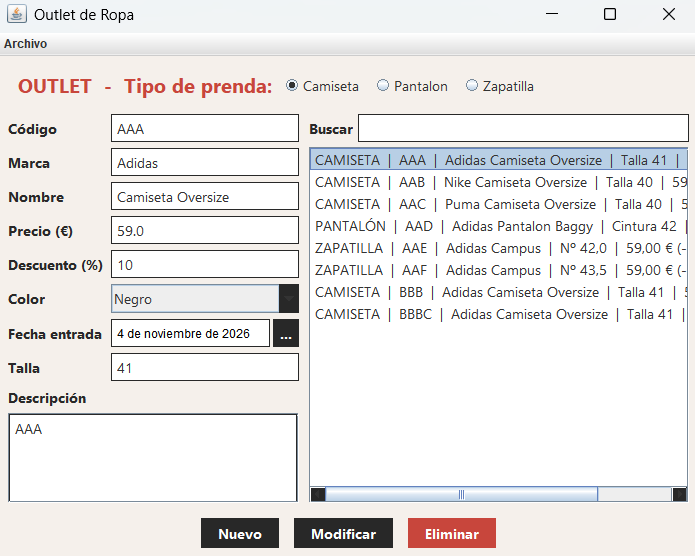 Outlet de Ropa
Archivo
OUTLET - Tipo de prenda: Camiseta Pantalon Zapatilla
Código AAA
Marca Adidas
Nombre Camiseta Oversize
Precio (€) 59.0
Descuento (%) 10
Color Negro
Fecha entrada 4 de noviembre de 2026 ...
Talla 41
Descripción
AAA
Buscar
CAMISETA | AAA | Adidas Camiseta Oversize | Talla 41 |
CAMISETA | AAB | Nike Camiseta Oversize | Talla 40 | 59
CAMISETA | AAC | Puma Camiseta Oversize | Talla 40 | 5
PANTALÓN | AAD | Adidas Pantalon Baggy | Cintura 42 |
ZAPATILLA | AAE | Adidas Campus | Nº 42,0 | 59,00 € (-
ZAPATILLA | AAF | Adidas Campus | Nº 43,5 | 59,00 € (-
CAMISETA | BBB | Adidas Camiseta Oversize | Talla 41 | 5
CAMISETA | BBBC | Adidas Camiseta Oversize | Talla 41 |
Nuevo Modificar Eliminar